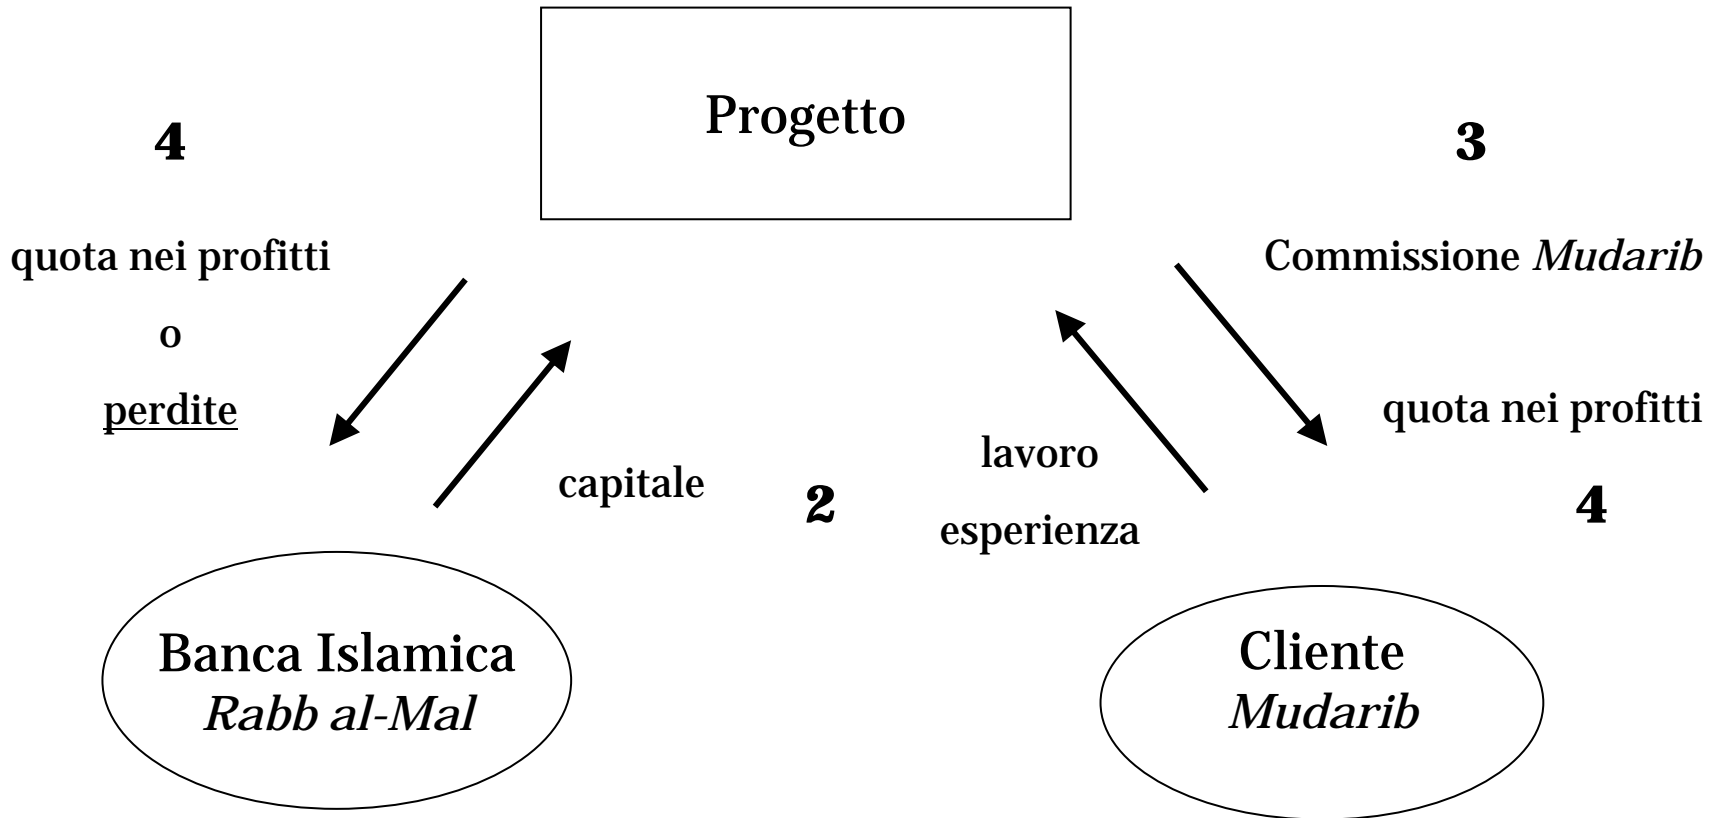 Progetto
4
3
quota nei profitti
Commissione Mudarib
o
perdite
quota nei profitti
lavoro
capitale
2
4
esperienza
Banca Islamica
Rabb al-Mal
Cliente
Mudarib